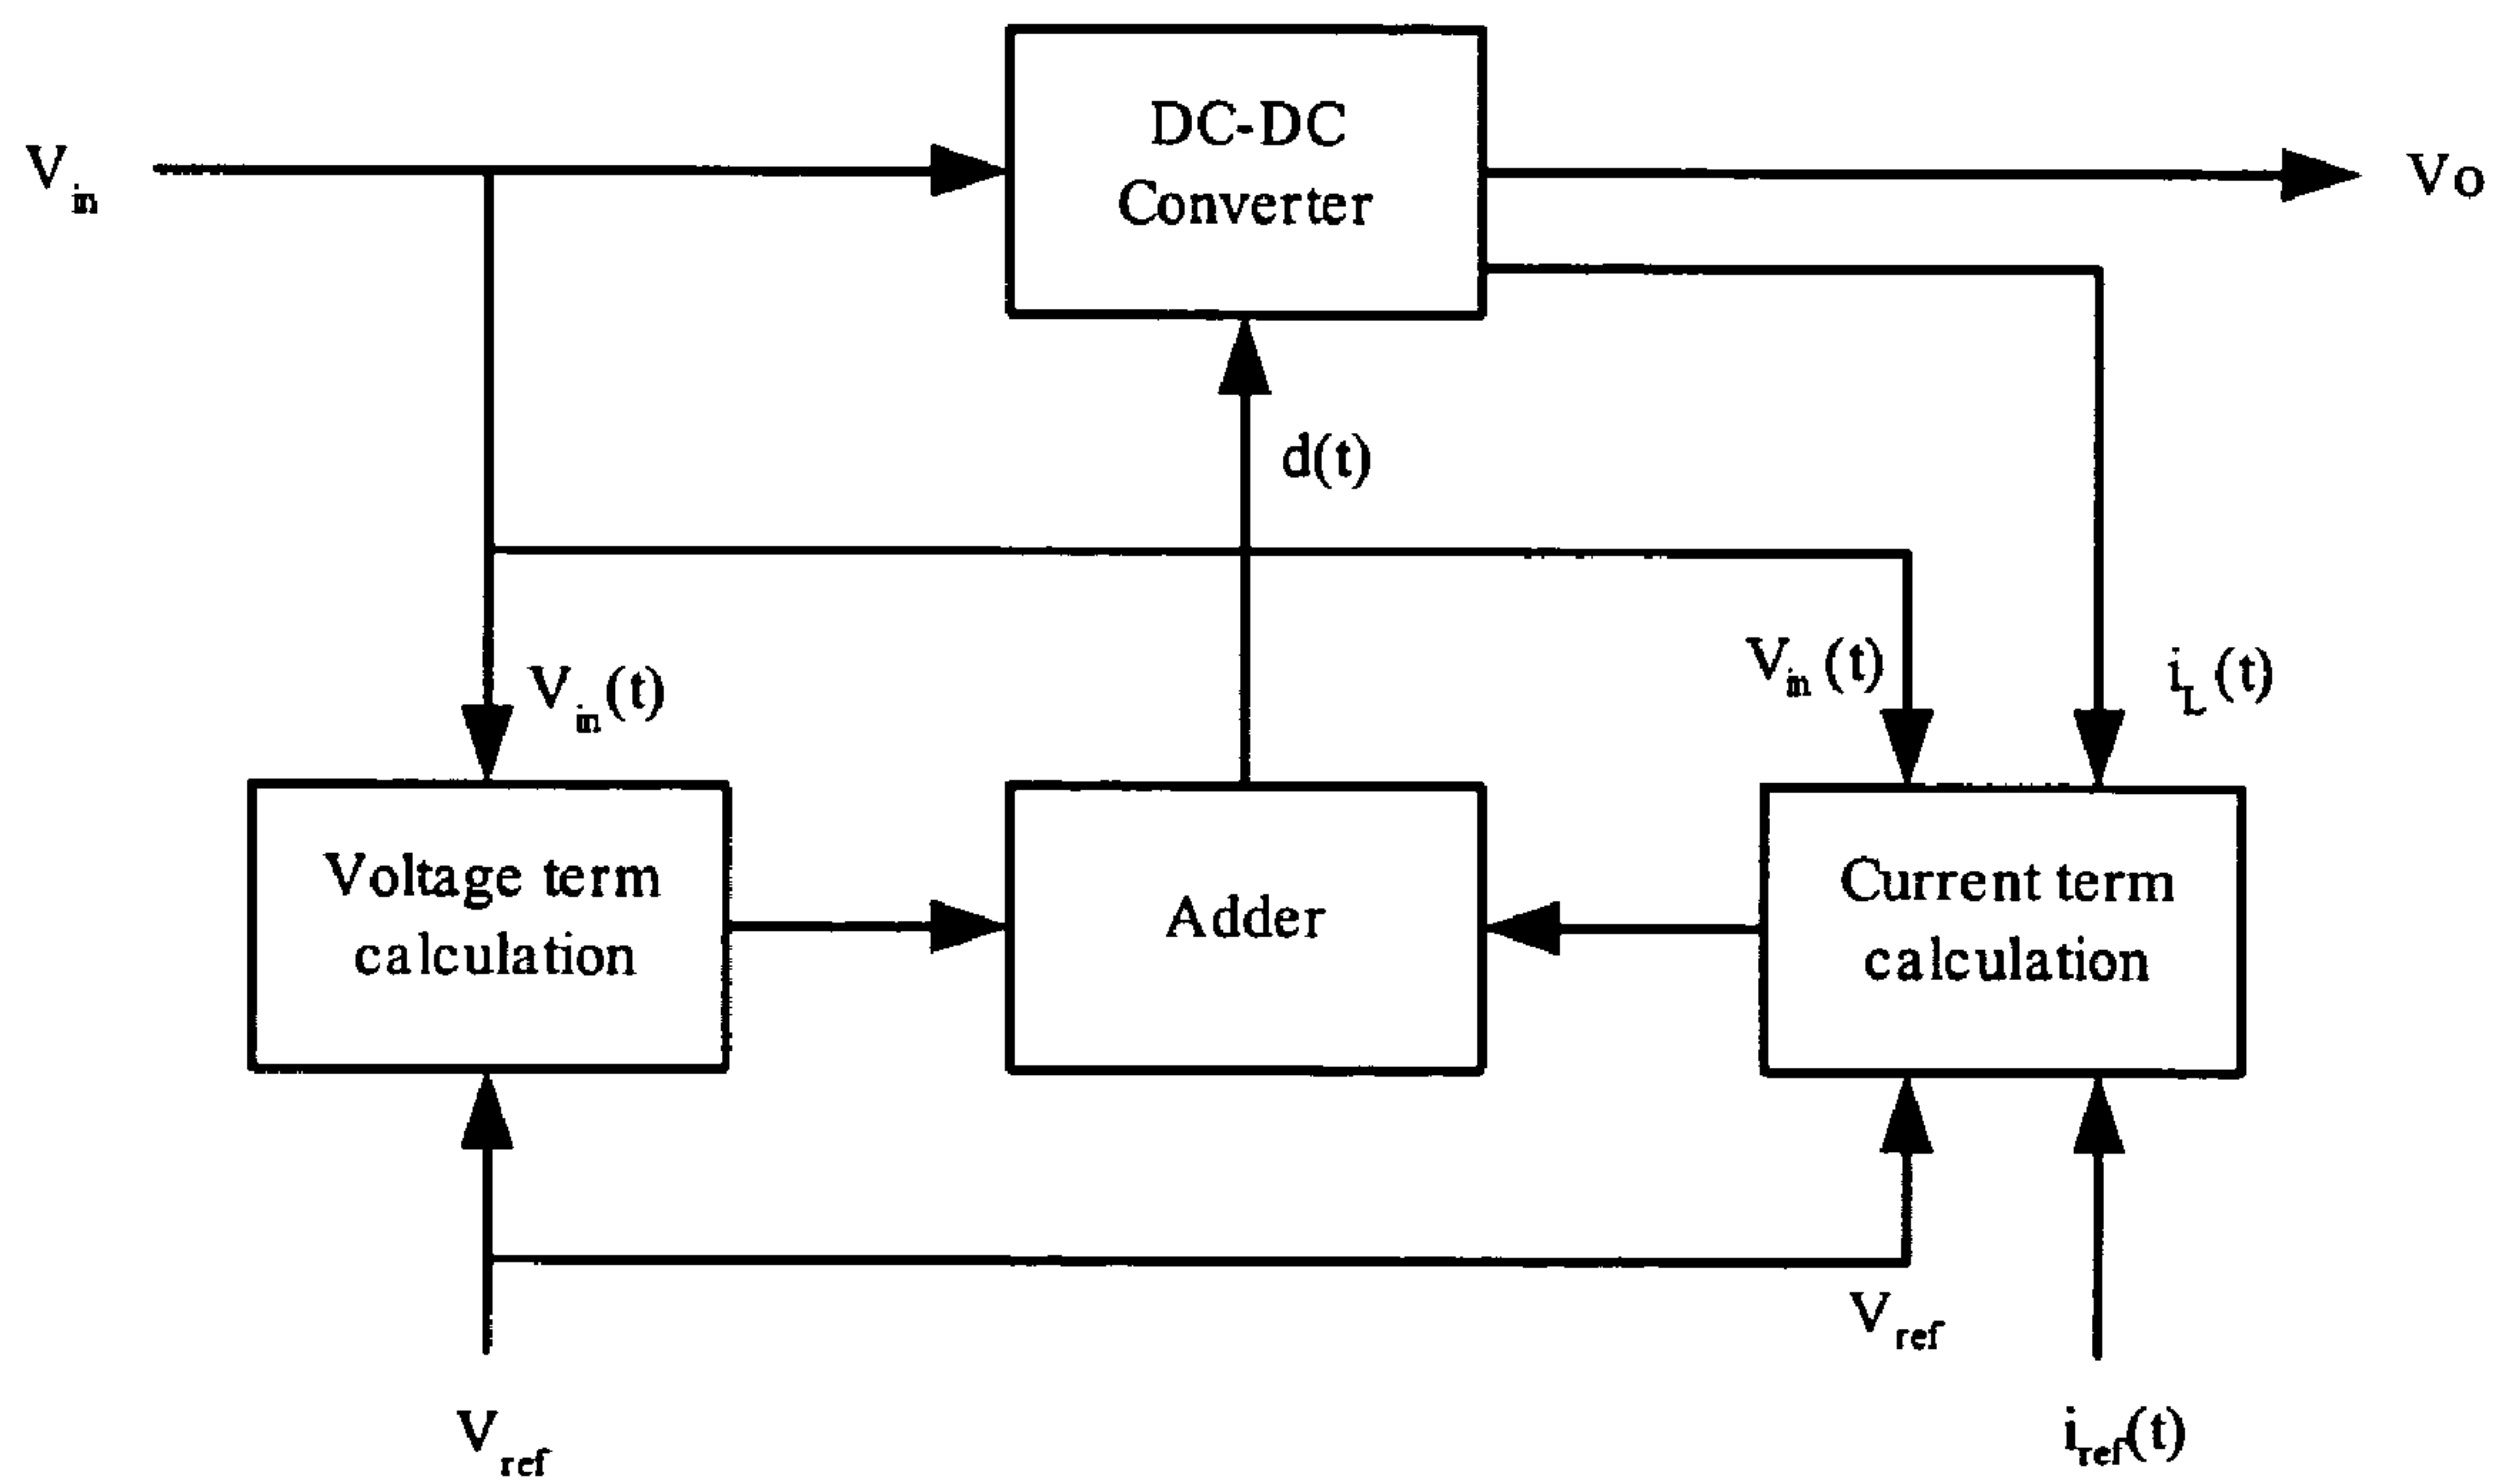 DC-DC
Converter
V_in
Vo
d(t)
V_in(t)
V_in(t)
i_L(t)
Voltage term
calculation
Adder
Current term
calculation
V_ref
V_ref
i_ref(t)